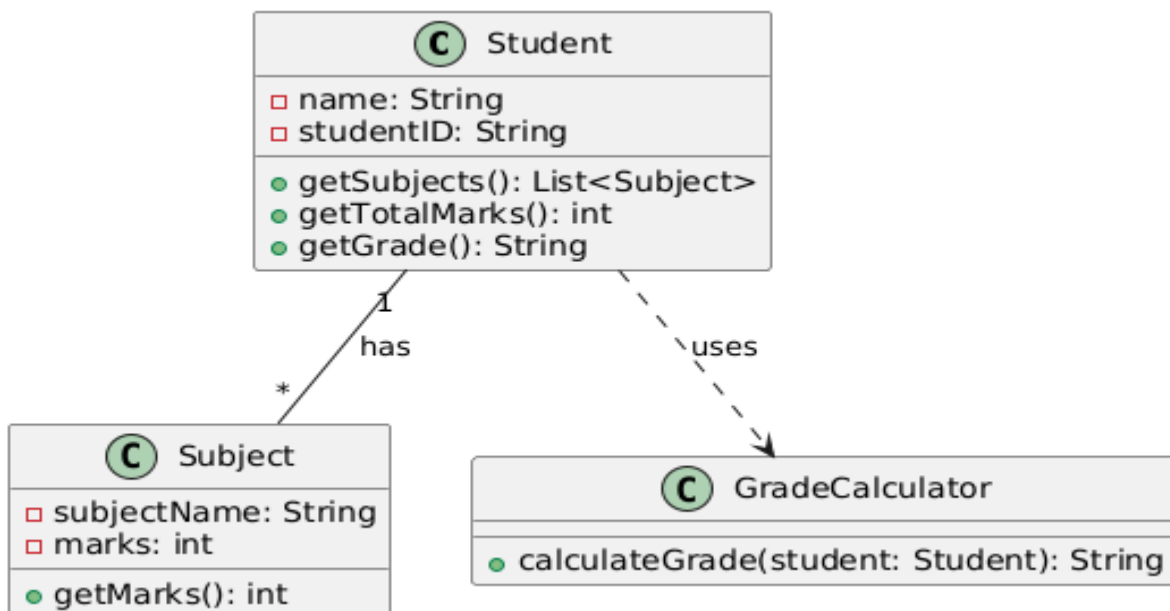 C Student
name: String
studentID: String
getSubjects(): List<Subject>
getTotalMarks(): int
getGrade(): String
1
has
uses
*
C Subject
subjectName: String
marks: int
getMarks(): int
C GradeCalculator
calculateGrade(student: Student): String